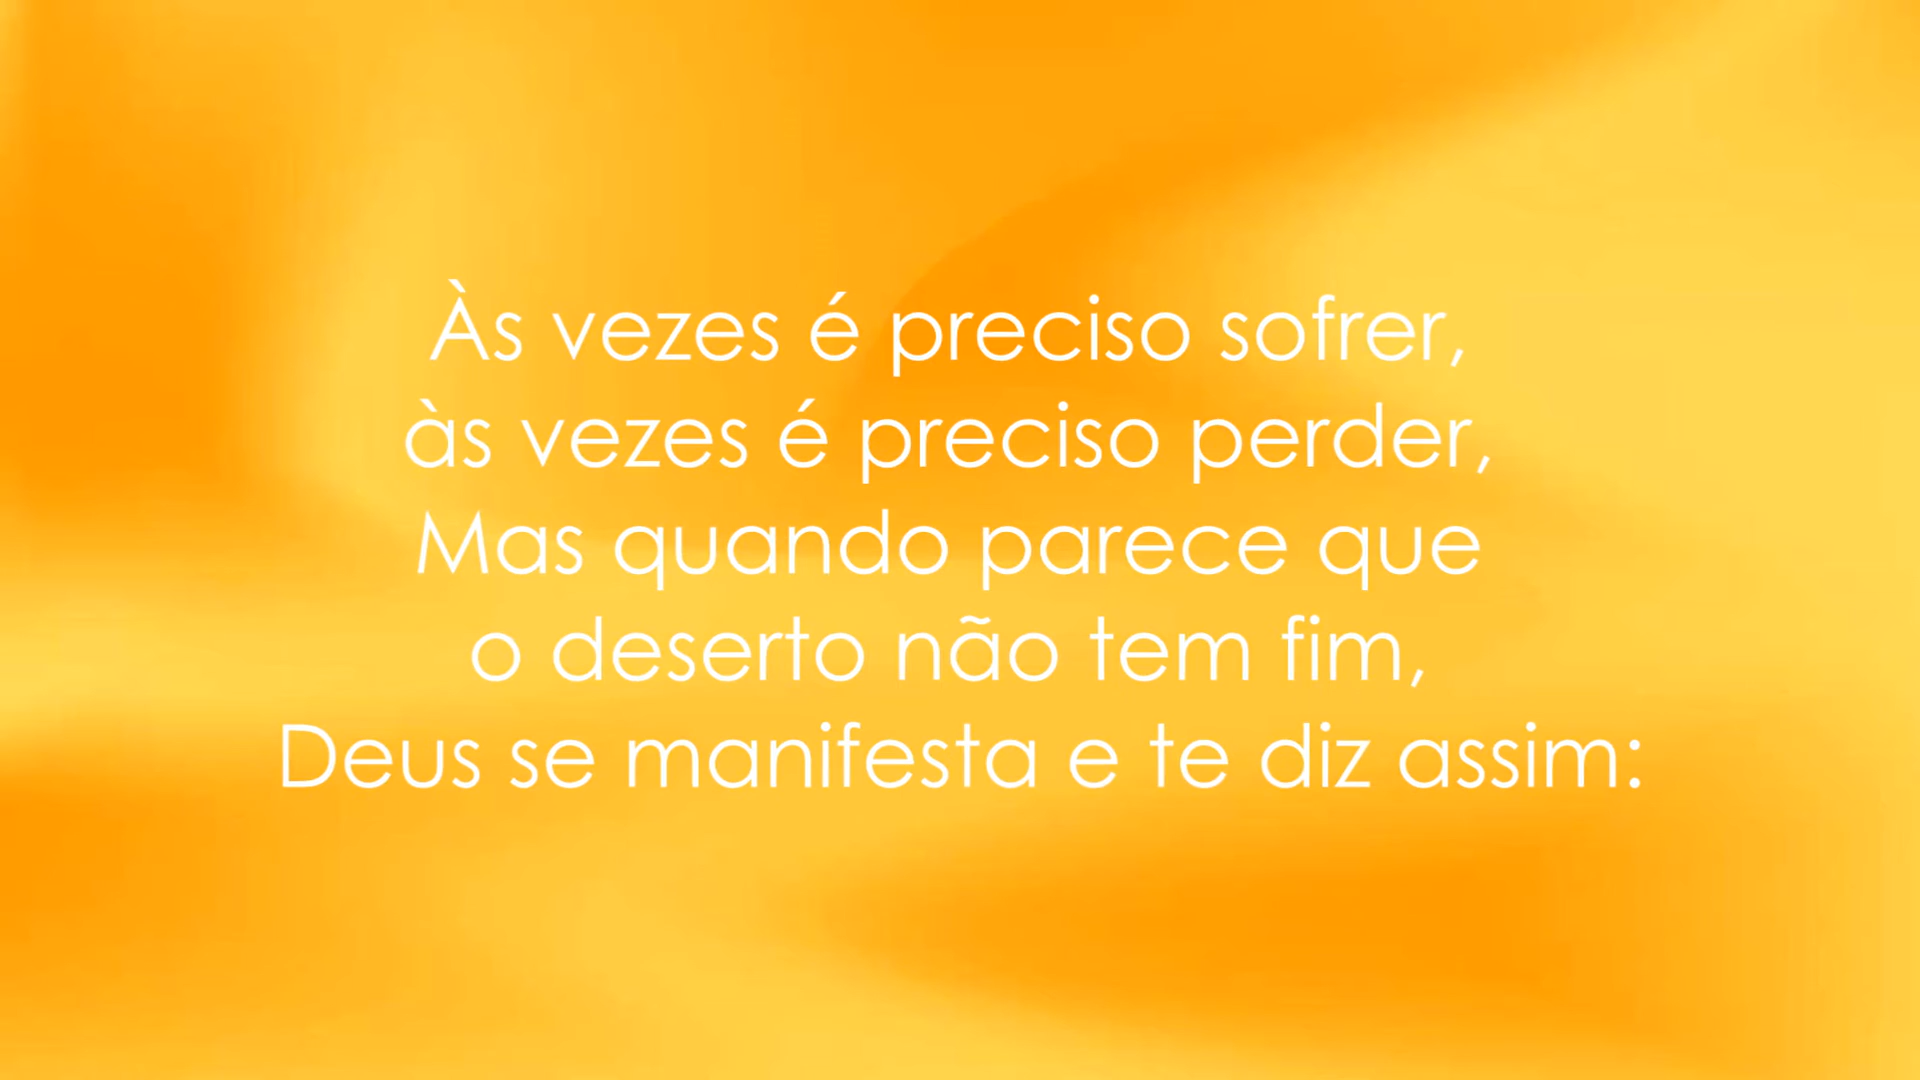 Às vezes é preciso sofrer,
às vezes é preciso perder,
Mas quando parece que
o deserto não tem fim,
Deus se manifesta e te diz assim: